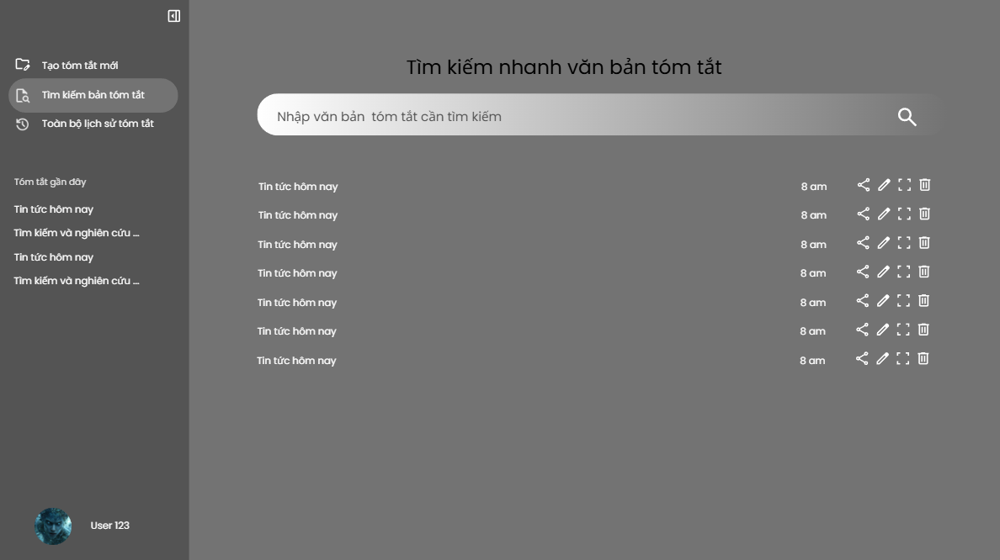 Tạo tóm tắt mới
Tìm kiếm bản tóm tắt
Toàn bộ lịch sử tóm tắt
Tóm tắt gần đây
Tin tức hôm nay
Tìm kiếm và nghiên cứu ...
Tin tức hôm nay
Tìm kiếm và nghiên cứu ...
User 123
Tìm kiếm nhanh văn bản tóm tắt
Nhập văn bản tóm tắt cần tìm kiếm
Tin tức hôm nay 8 am
Tin tức hôm nay 8 am
Tin tức hôm nay 8 am
Tin tức hôm nay 8 am
Tin tức hôm nay 8 am
Tin tức hôm nay 8 am
Tin tức hôm nay 8 am